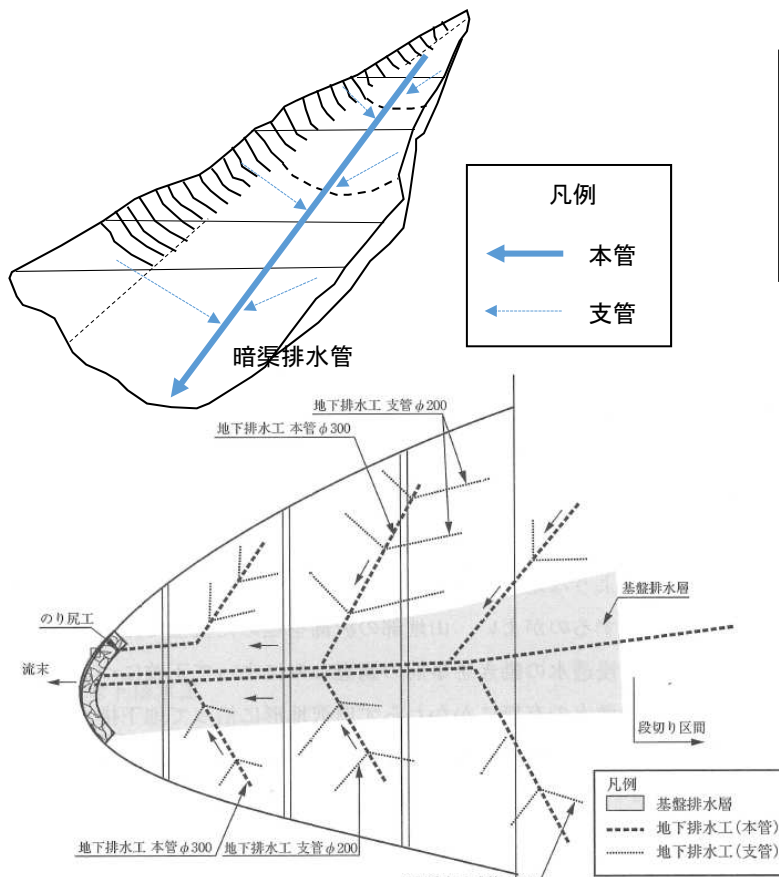 凡例
本管
支管
暗渠排水管
地下排水工 支管φ200
地下排水工 本管φ300
基盤排水層
のり尻工
流末
段切り区間
地下排水工 本管φ300
地下排水工 支管φ200
凡例
基盤排水層
地下排水工(本管)
地下排水工(支管)